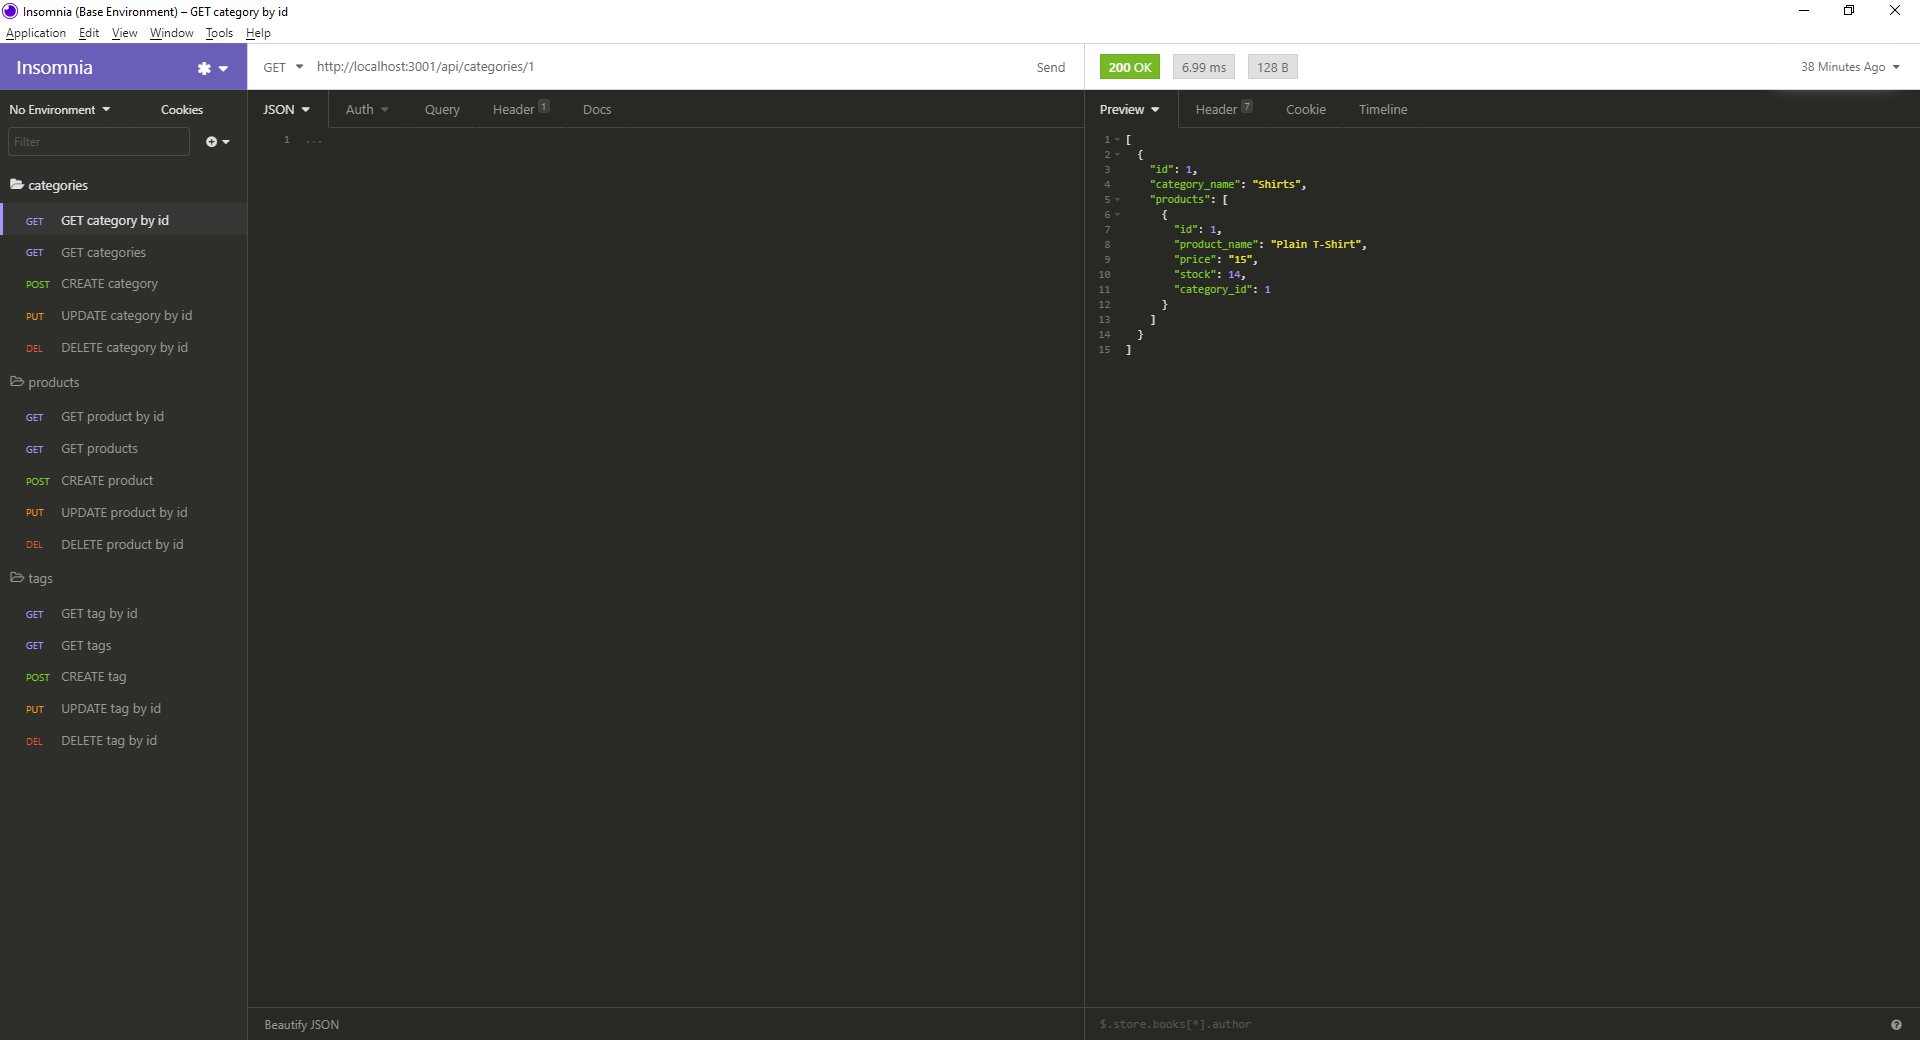 Insomnia (Base Environment) – GET category by id
Application Edit View Window Tools Help
Insomnia
GET http://localhost:3001/api/categories/1 Send
200 OK 6.99 ms 128 B 38 Minutes Ago
No Environment Cookies
Filter
categories
GET GET category by id
GET GET categories
POST CREATE category
PUT UPDATE category by id
DEL DELETE category by id
products
GET GET product by id
GET GET products
POST CREATE product
PUT UPDATE product by id
DEL DELETE product by id
tags
GET GET tag by id
GET GET tags
POST CREATE tag
PUT UPDATE tag by id
DEL DELETE tag by id
JSON Auth Query Header 1 Docs
1 ...
Beautify JSON
Preview Header 7 Cookie Timeline
1 [
2 {
3 "id": 1,
4 "category_name": "Shirts",
5 "products": [
6 {
7 "id": 1,
8 "product_name": "Plain T-Shirt",
9 "price": "15",
10 "stock": 14,
11 "category_id": 1
12 }
13 ]
14 }
15 ]
$.store.books[*].author